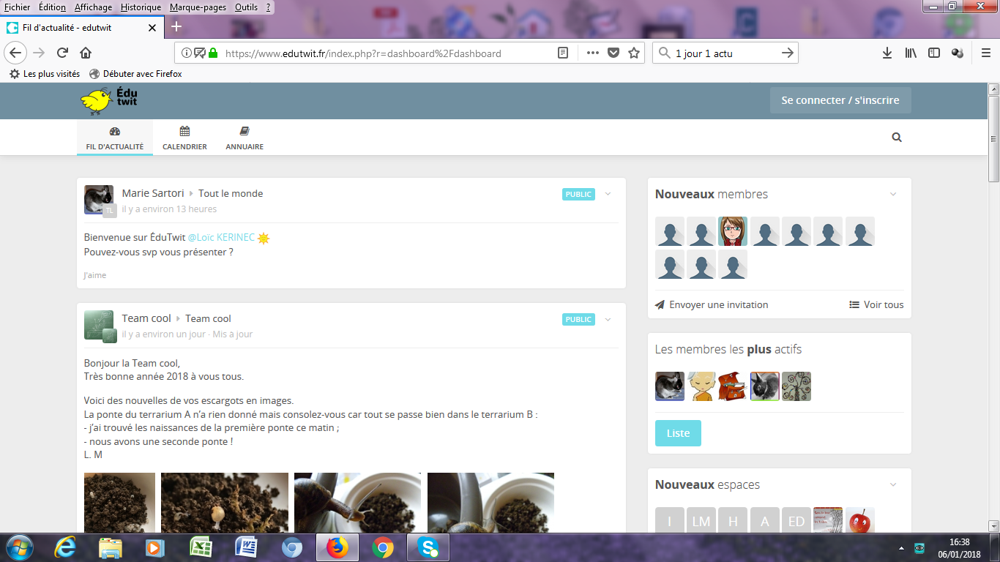 Fichier Édition Affichage Historique Marque-pages Outils ?
Fil d'actualité - edutwit
https://www.edutwit.fr/index.php?r=dashboard%2Fdashboard
1 jour 1 actu
Les plus visités Débuter avec Firefox
Édu
twit
Se connecter / s'inscrire
FIL D'ACTUALITÉ CALENDRIER ANNUAIRE
Marie Sartori Tout le monde PUBLIC
TL
il y a environ 13 heures
Bienvenue sur ÉduTwit @Loïc KERINEC
Pouvez-vous svp vous présenter ?
J'aime
Team cool Team cool PUBLIC
il y a environ un jour · Mis à jour
Bonjour la Team cool,
Très bonne année 2018 à vous tous.
Voici des nouvelles de vos escargots en images.
La ponte du terrarium A n'a rien donné mais consolez-vous car tout se passe bien dans le terrarium B :
- j'ai trouvé les naissances de la première ponte ce matin ;
- nous avons une seconde ponte !
L. M
Nouveaux membres
Envoyer une invitation Voir tous
Les membres les plus actifs
Liste
Nouveaux espaces
I LM H A ED
16:38
06/01/2018